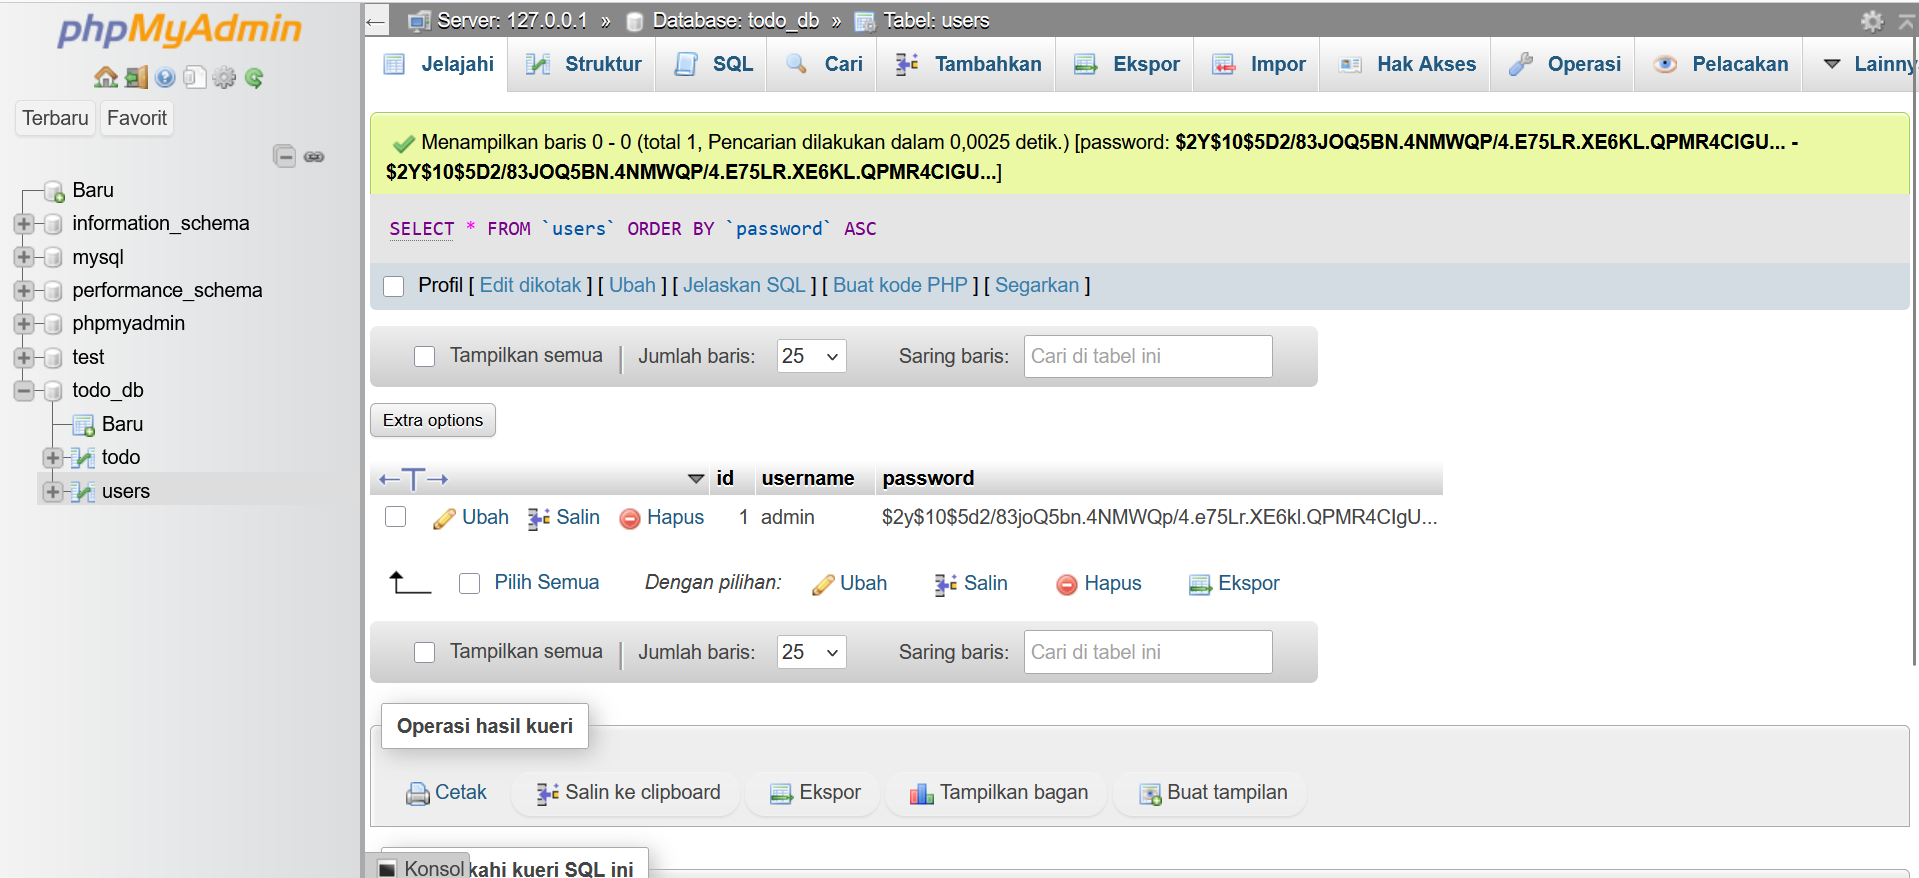 phpMyAdmin
Terbaru Favorit
Baru
information_schema
mysql
performance_schema
phpmyadmin
test
todo_db
Baru
todo
users
Server: 127.0.0.1 » Database: todo_db » Tabel: users
Jelajahi Struktur SQL Cari Tambahkan Ekspor Impor Hak Akses Operasi Pelacakan Lainny
Menampilkan baris 0 - 0 (total 1, Pencarian dilakukan dalam 0,0025 detik.) [password: $2Y$10$5D2/83JOQ5BN.4NMWQP/4.E75LR.XE6KL.QPMR4CIGU... -
$2Y$10$5D2/83JOQ5BN.4NMWQP/4.E75LR.XE6KL.QPMR4CIGU...]
SELECT * FROM `users` ORDER BY `password` ASC
Profil [ Edit dikotak ] [ Ubah ] [ Jelaskan SQL ] [ Buat kode PHP ] [ Segarkan ]
Tampilkan semua | Jumlah baris: 25 Saring baris: Cari di tabel ini
Extra options
←T→ id username password
Ubah Salin Hapus 1 admin $2y$10$5d2/83joQ5bn.4NMWQp/4.e75Lr.XE6kl.QPMR4CIgU...
Pilih Semua Dengan pilihan: Ubah Salin Hapus Ekspor
Tampilkan semua | Jumlah baris: 25 Saring baris: Cari di tabel ini
Operasi hasil kueri
Cetak Salin ke clipboard Ekspor Tampilkan bagan Buat tampilan
Konsol kahi kueri SQL ini